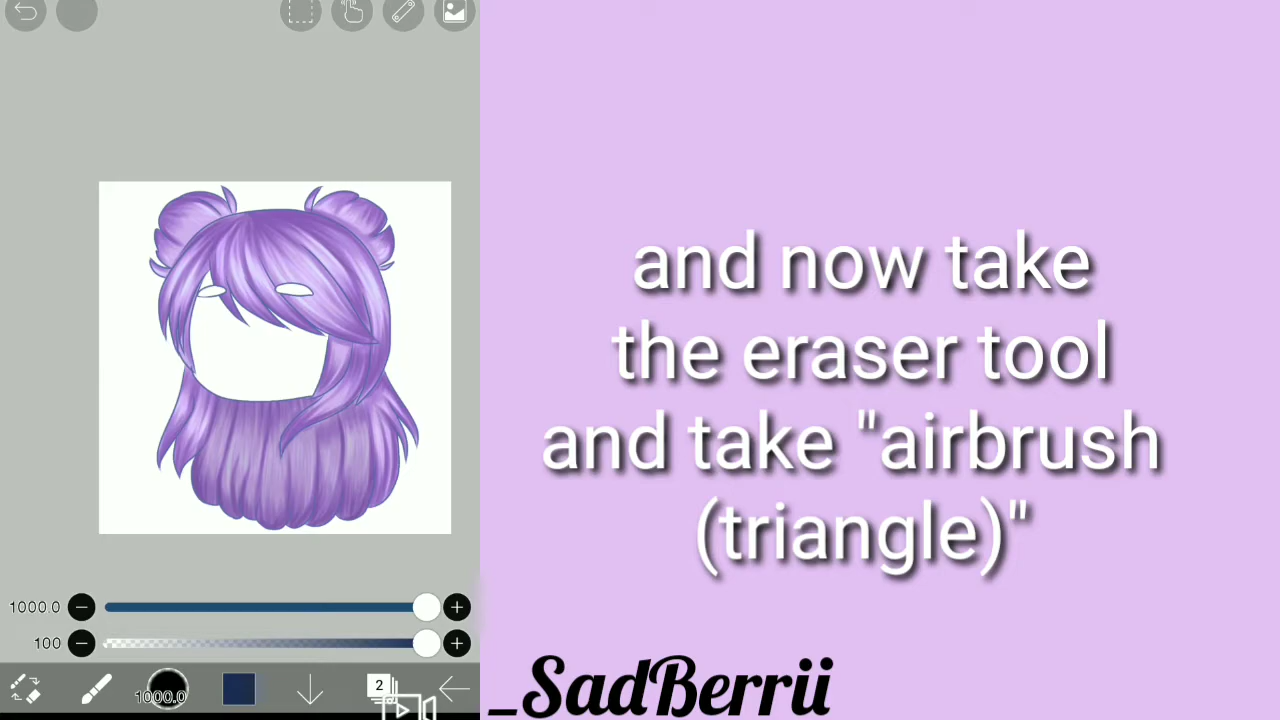 and now take
the eraser tool
and take "airbrush
(triangle)"
1000.0
100
1000.0
2
_SadBerrii